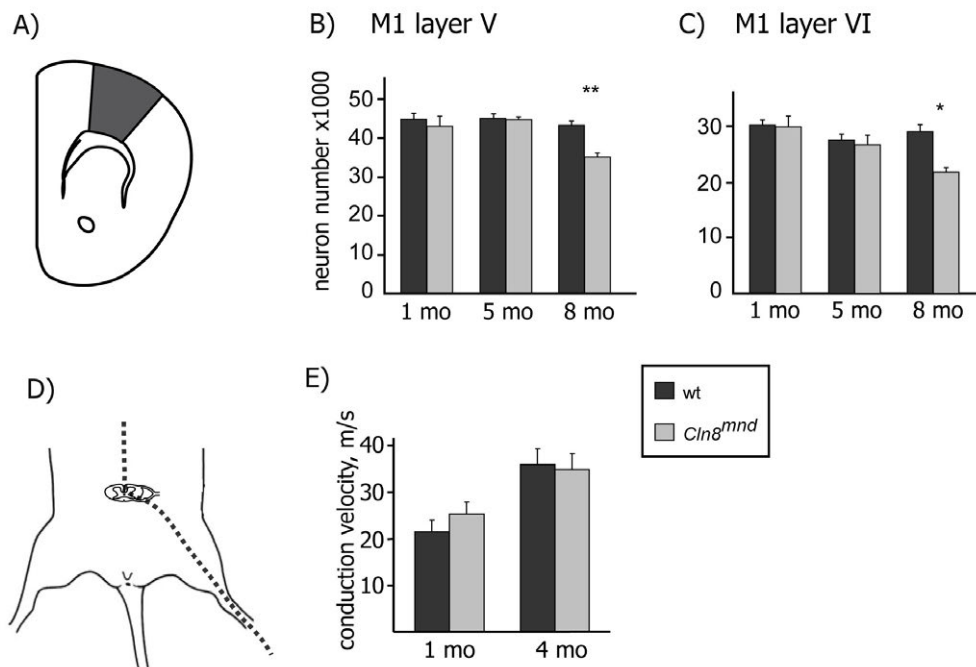 A)
B) M1 layer V
C) M1 layer VI
neuron number x1000
50
40
30
20
10
0
**
1 mo 5 mo 8 mo
30
20
10
0
*
1 mo 5 mo 8 mo
D)
E)
wt
Cln8mnd
conduction velocity, m/s
40
30
20
10
1 mo 4 mo